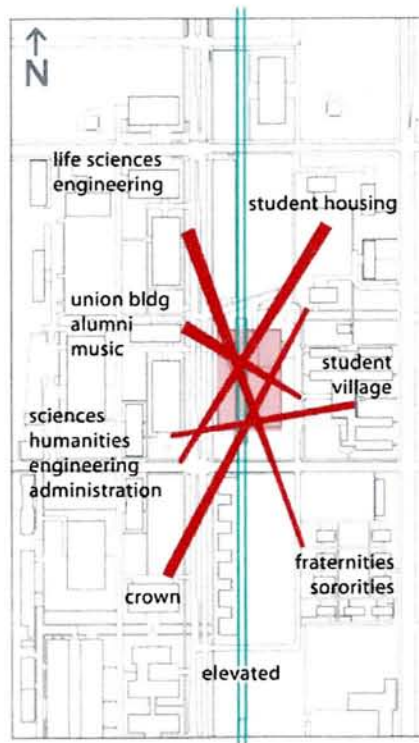 N
life sciences
engineering
student housing
union bldg
alumni
music
student
village
sciences
humanities
engineering
administration
fraternities
sororities
crown
elevated